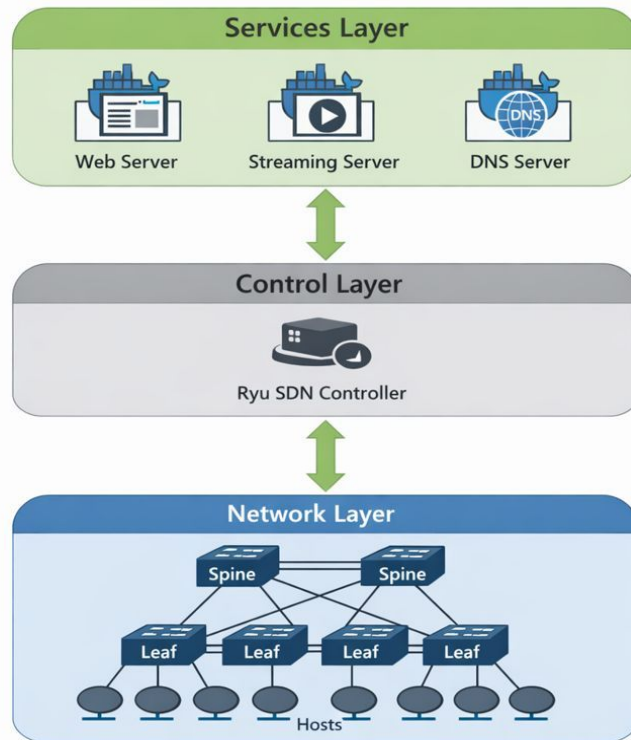 Services Layer
DNS
Web Server
Streaming Server
DNS Server
Control Layer
Ryu SDN Controller
Network Layer
Spine
Spine
Leaf
Leaf
Leaf
Leaf
Hosts